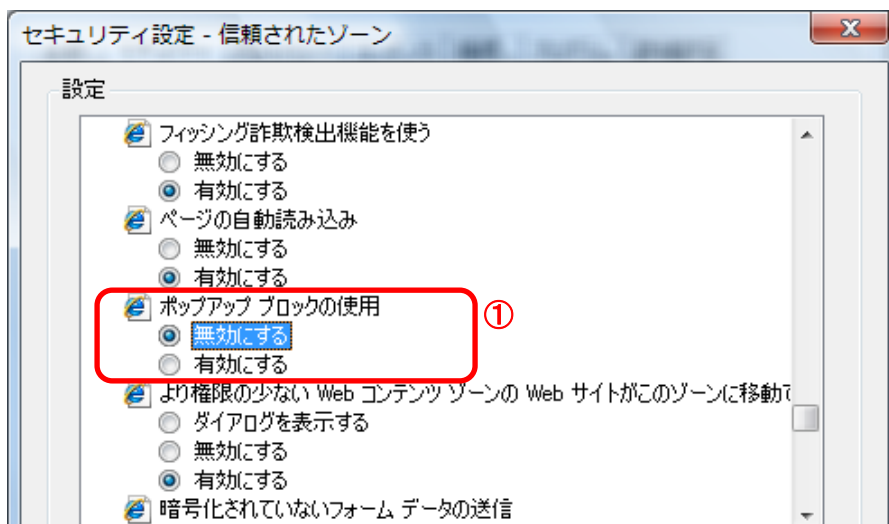 セキュリティ設定 - 信頼されたゾーン
設定
フィッシング詐欺検出機能を使う
無効にする
有効にする
ページの自動読み込み
無効にする
有効にする
ポップアップ ブロックの使用
①
無効にする
有効にする
より権限の少ない Web コンテンツ ゾーンの Web サイトがこのゾーンに移動
ダイアログを表示する
無効にする
有効にする
暗号化されていないフォーム データの送信